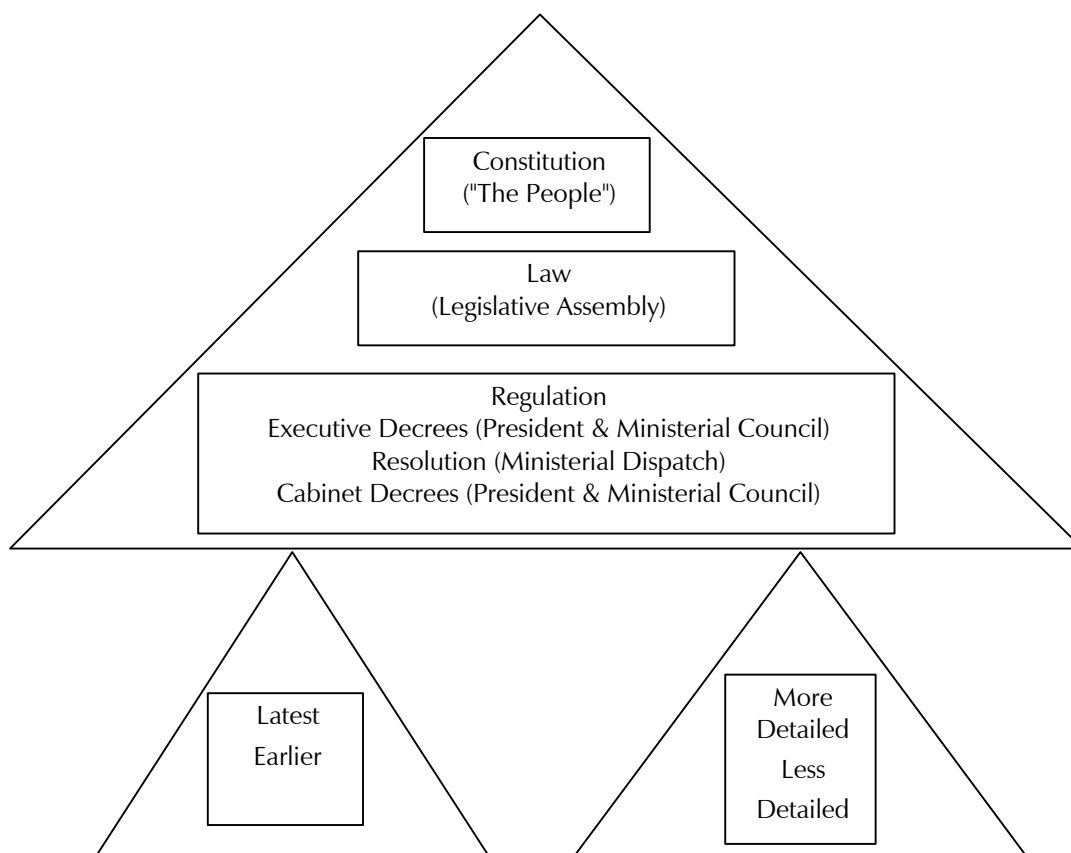 Constitution
("The People")
Law
(Legislative Assembly)
Regulation
Executive Decrees (President & Ministerial Council)
Resolution (Ministerial Dispatch)
Cabinet Decrees (President & Ministerial Council)
Latest
Earlier
More
Detailed
Less
Detailed